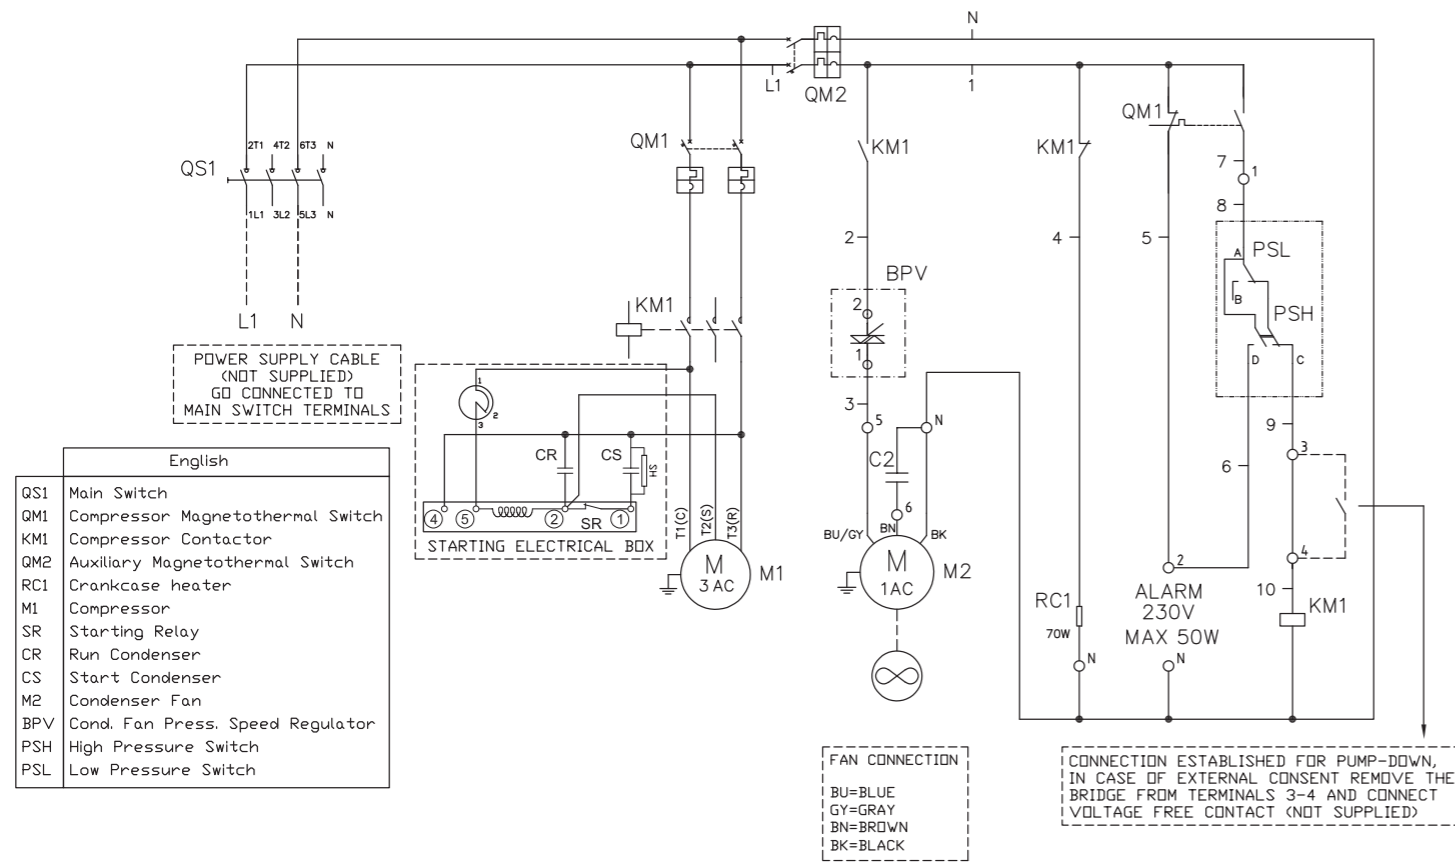 N
L1
QM2
1
2T1 4T2 6T3 N
QS1
1L1 3L2 5L3 N
L1 N
POWER SUPPLY CABLE
(NOT SUPPLIED)
GO CONNECTED TO
MAIN SWITCH TERMINALS
QM1
KM1
1
2
3
CR
CS
HS
4
5
2
SR
1
STARTING ELECTRICAL BOX
T1(C)
T2(S)
T3(R)
M
3 AC
M1
KM1
2
BPV
2
1
3
5
N
C2
6
BU/GY
BN
BK
M
1AC
M2
KM1
4
RC1
70W
N
QM1
5
7
1
8
A
PSL
B
PSH
D
C
9
6
3
4
2
10
KM1
ALARM
230V
MAX 50W
N
English
QS1 Main Switch
QM1 Compressor Magnetothermal Switch
KM1 Compressor Contactor
QM2 Auxiliary Magnetothermal Switch
RC1 Crankcase heater
M1 Compressor
SR Starting Relay
CR Run Condenser
CS Start Condenser
M2 Condenser Fan
BPV Cond. Fan Press. Speed Regulator
PSH High Pressure Switch
PSL Low Pressure Switch
FAN CONNECTION
BU=BLUE
GY=GRAY
BN=BROWN
BK=BLACK
CONNECTION ESTABLISHED FOR PUMP-DOWN,
IN CASE OF EXTERNAL CONSENT REMOVE THE
BRIDGE FROM TERMINALS 3-4 AND CONNECT
VOLTAGE FREE CONTACT (NOT SUPPLIED)